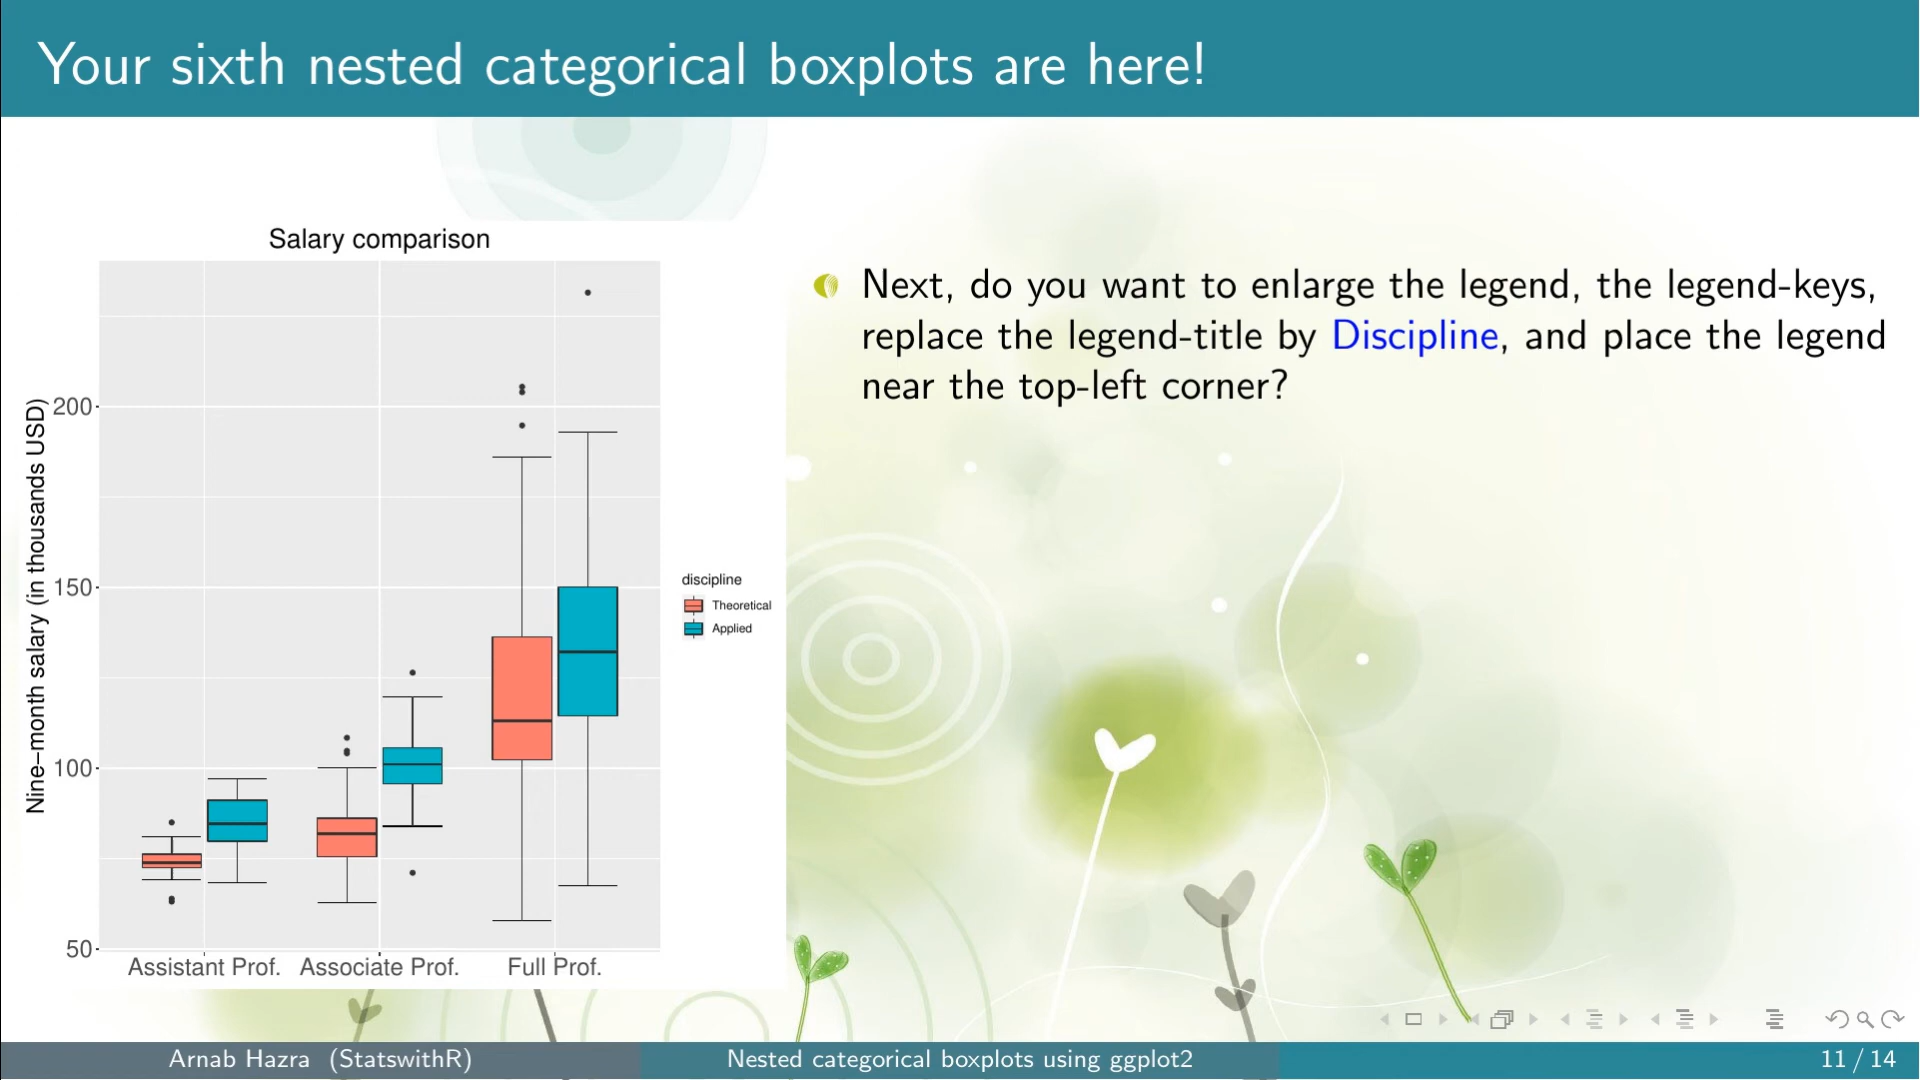 Your sixth nested categorical boxplots are here!
Salary comparison
Nine−month salary (in thousands USD)
200
150
100
50
Assistant Prof.
Associate Prof.
Full Prof.
discipline
Theoretical
Applied
Next, do you want to enlarge the legend, the legend-keys,
replace the legend-title by Discipline, and place the legend
near the top-left corner?
Arnab Hazra (StatswithR)
Nested categorical boxplots using ggplot2
11 / 14